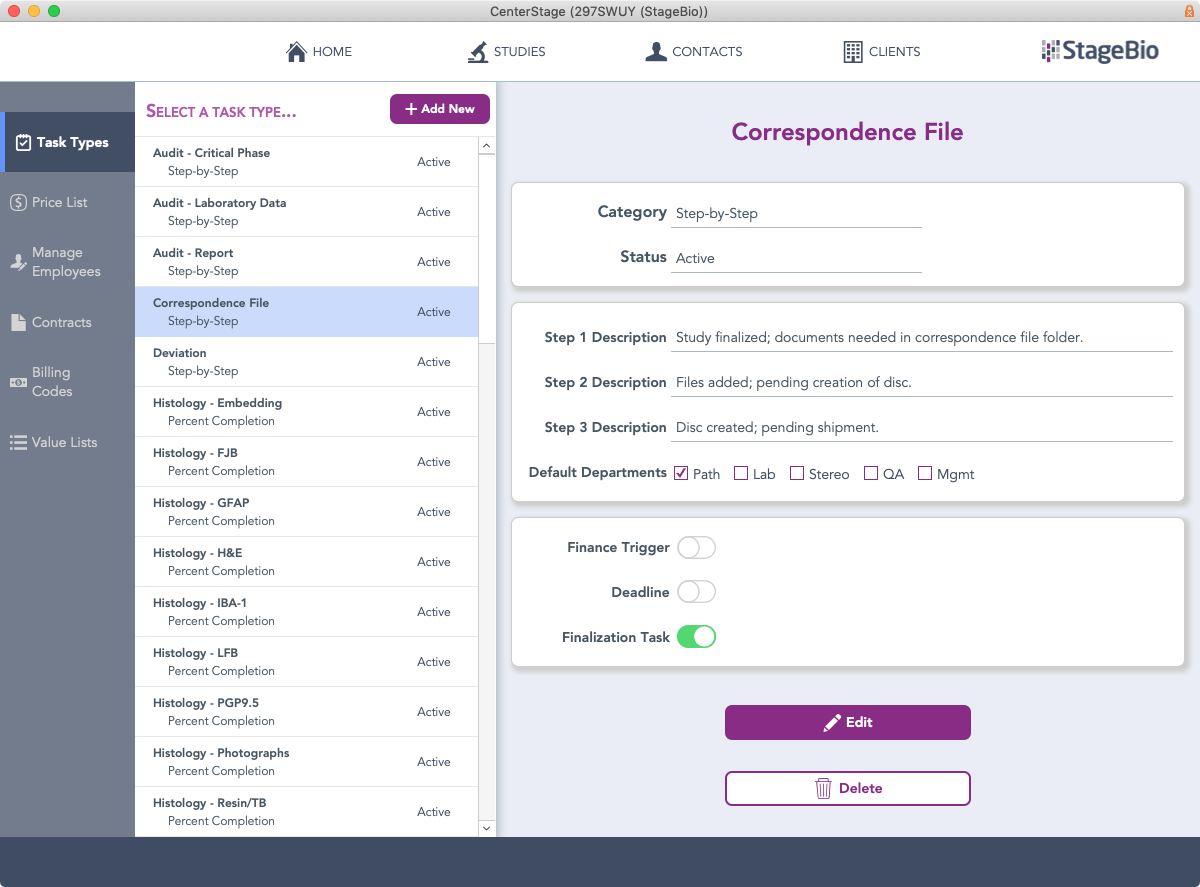 CenterStage (297SWUY (StageBio))
HOME
STUDIES
CONTACTS
CLIENTS
StageBio
Task Types
Price List
Manage
Employees
Contracts
Billing
Codes
Value Lists
SELECT A TASK TYPE...
Add New
Audit - Critical Phase
Step-by-Step
Active
Audit - Laboratory Data
Step-by-Step
Active
Audit - Report
Step-by-Step
Active
Correspondence File
Step-by-Step
Active
Deviation
Step-by-Step
Active
Histology - Embedding
Percent Completion
Active
Histology - FJB
Percent Completion
Active
Histology - GFAP
Percent Completion
Active
Histology - H&E
Percent Completion
Active
Histology - IBA-1
Percent Completion
Active
Histology - LFB
Percent Completion
Active
Histology - PGP9.5
Percent Completion
Active
Histology - Photographs
Percent Completion
Active
Histology - Resin/TB
Percent Completion
Active
Correspondence File
Category Step-by-Step
Status Active
Step 1 Description Study finalized; documents needed in correspondence file folder.
Step 2 Description Files added; pending creation of disc.
Step 3 Description Disc created; pending shipment.
Default Departments Path Lab Stereo QA Mgmt
Finance Trigger
Deadline
Finalization Task
Edit
Delete